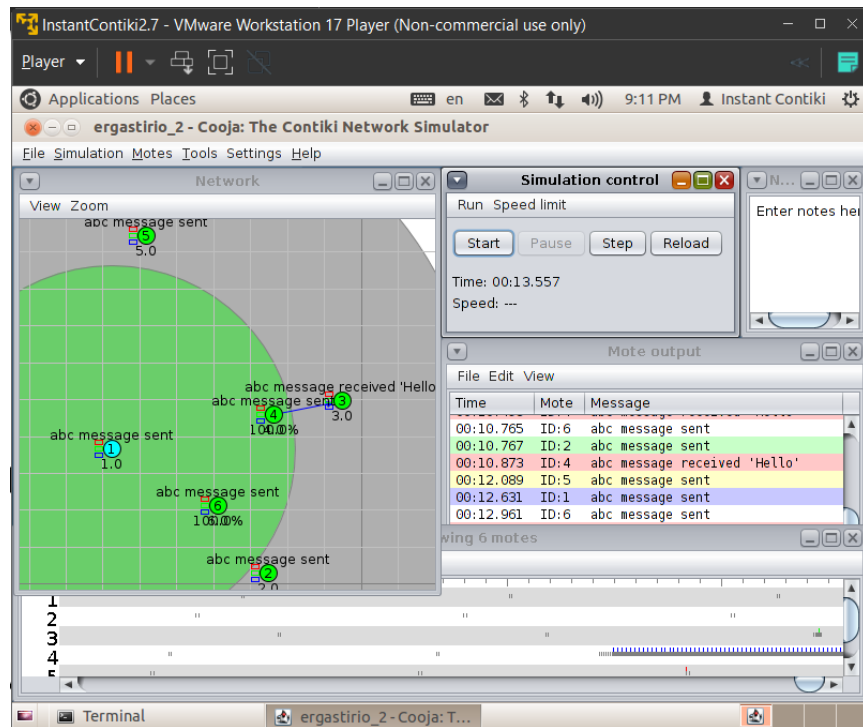 InstantContiki2.7 - VMware Workstation 17 Player (Non-commercial use only)
Player
Applications Places en 9:11 PM Instant Contiki
ergastirio_2 - Cooja: The Contiki Network Simulator
File Simulation Motes Tools Settings Help
Network
View Zoom
abc message sent
5
5.0
abc message received 'Hello
3
3.0
abc message sent
4
abc message sent
1
1.0
abc message sent
6
abc message sent
2
2.0
Simulation control
Run Speed limit
Start Pause Step Reload
Time: 00:13.557
Speed: ---
N...
Enter notes her
Mote output
File Edit View
Time Mote Message
00:10.765 ID:6 abc message sent
00:10.767 ID:2 abc message sent
00:10.873 ID:4 abc message received 'Hello'
00:12.089 ID:5 abc message sent
00:12.631 ID:1 abc message sent
00:12.961 ID:6 abc message sent
wing 6 motes
1
2
3
4
5
Terminal ergastirio_2 - Cooja: T...